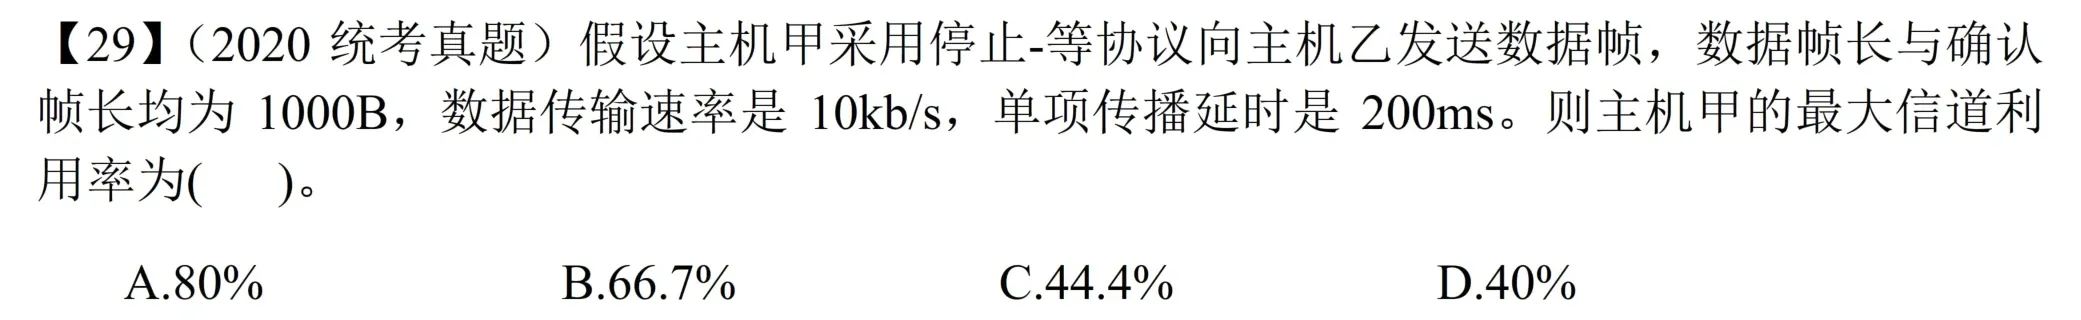 【29】（2020 统考真题）假设主机甲采用停止-等协议向主机乙发送数据帧，数据帧长与确认
帧长均为 1000B，数据传输速率是 10kb/s，单项传播延时是 200ms。则主机甲的最大信道利
用率为( )。
A.80% B.66.7% C.44.4% D.40%